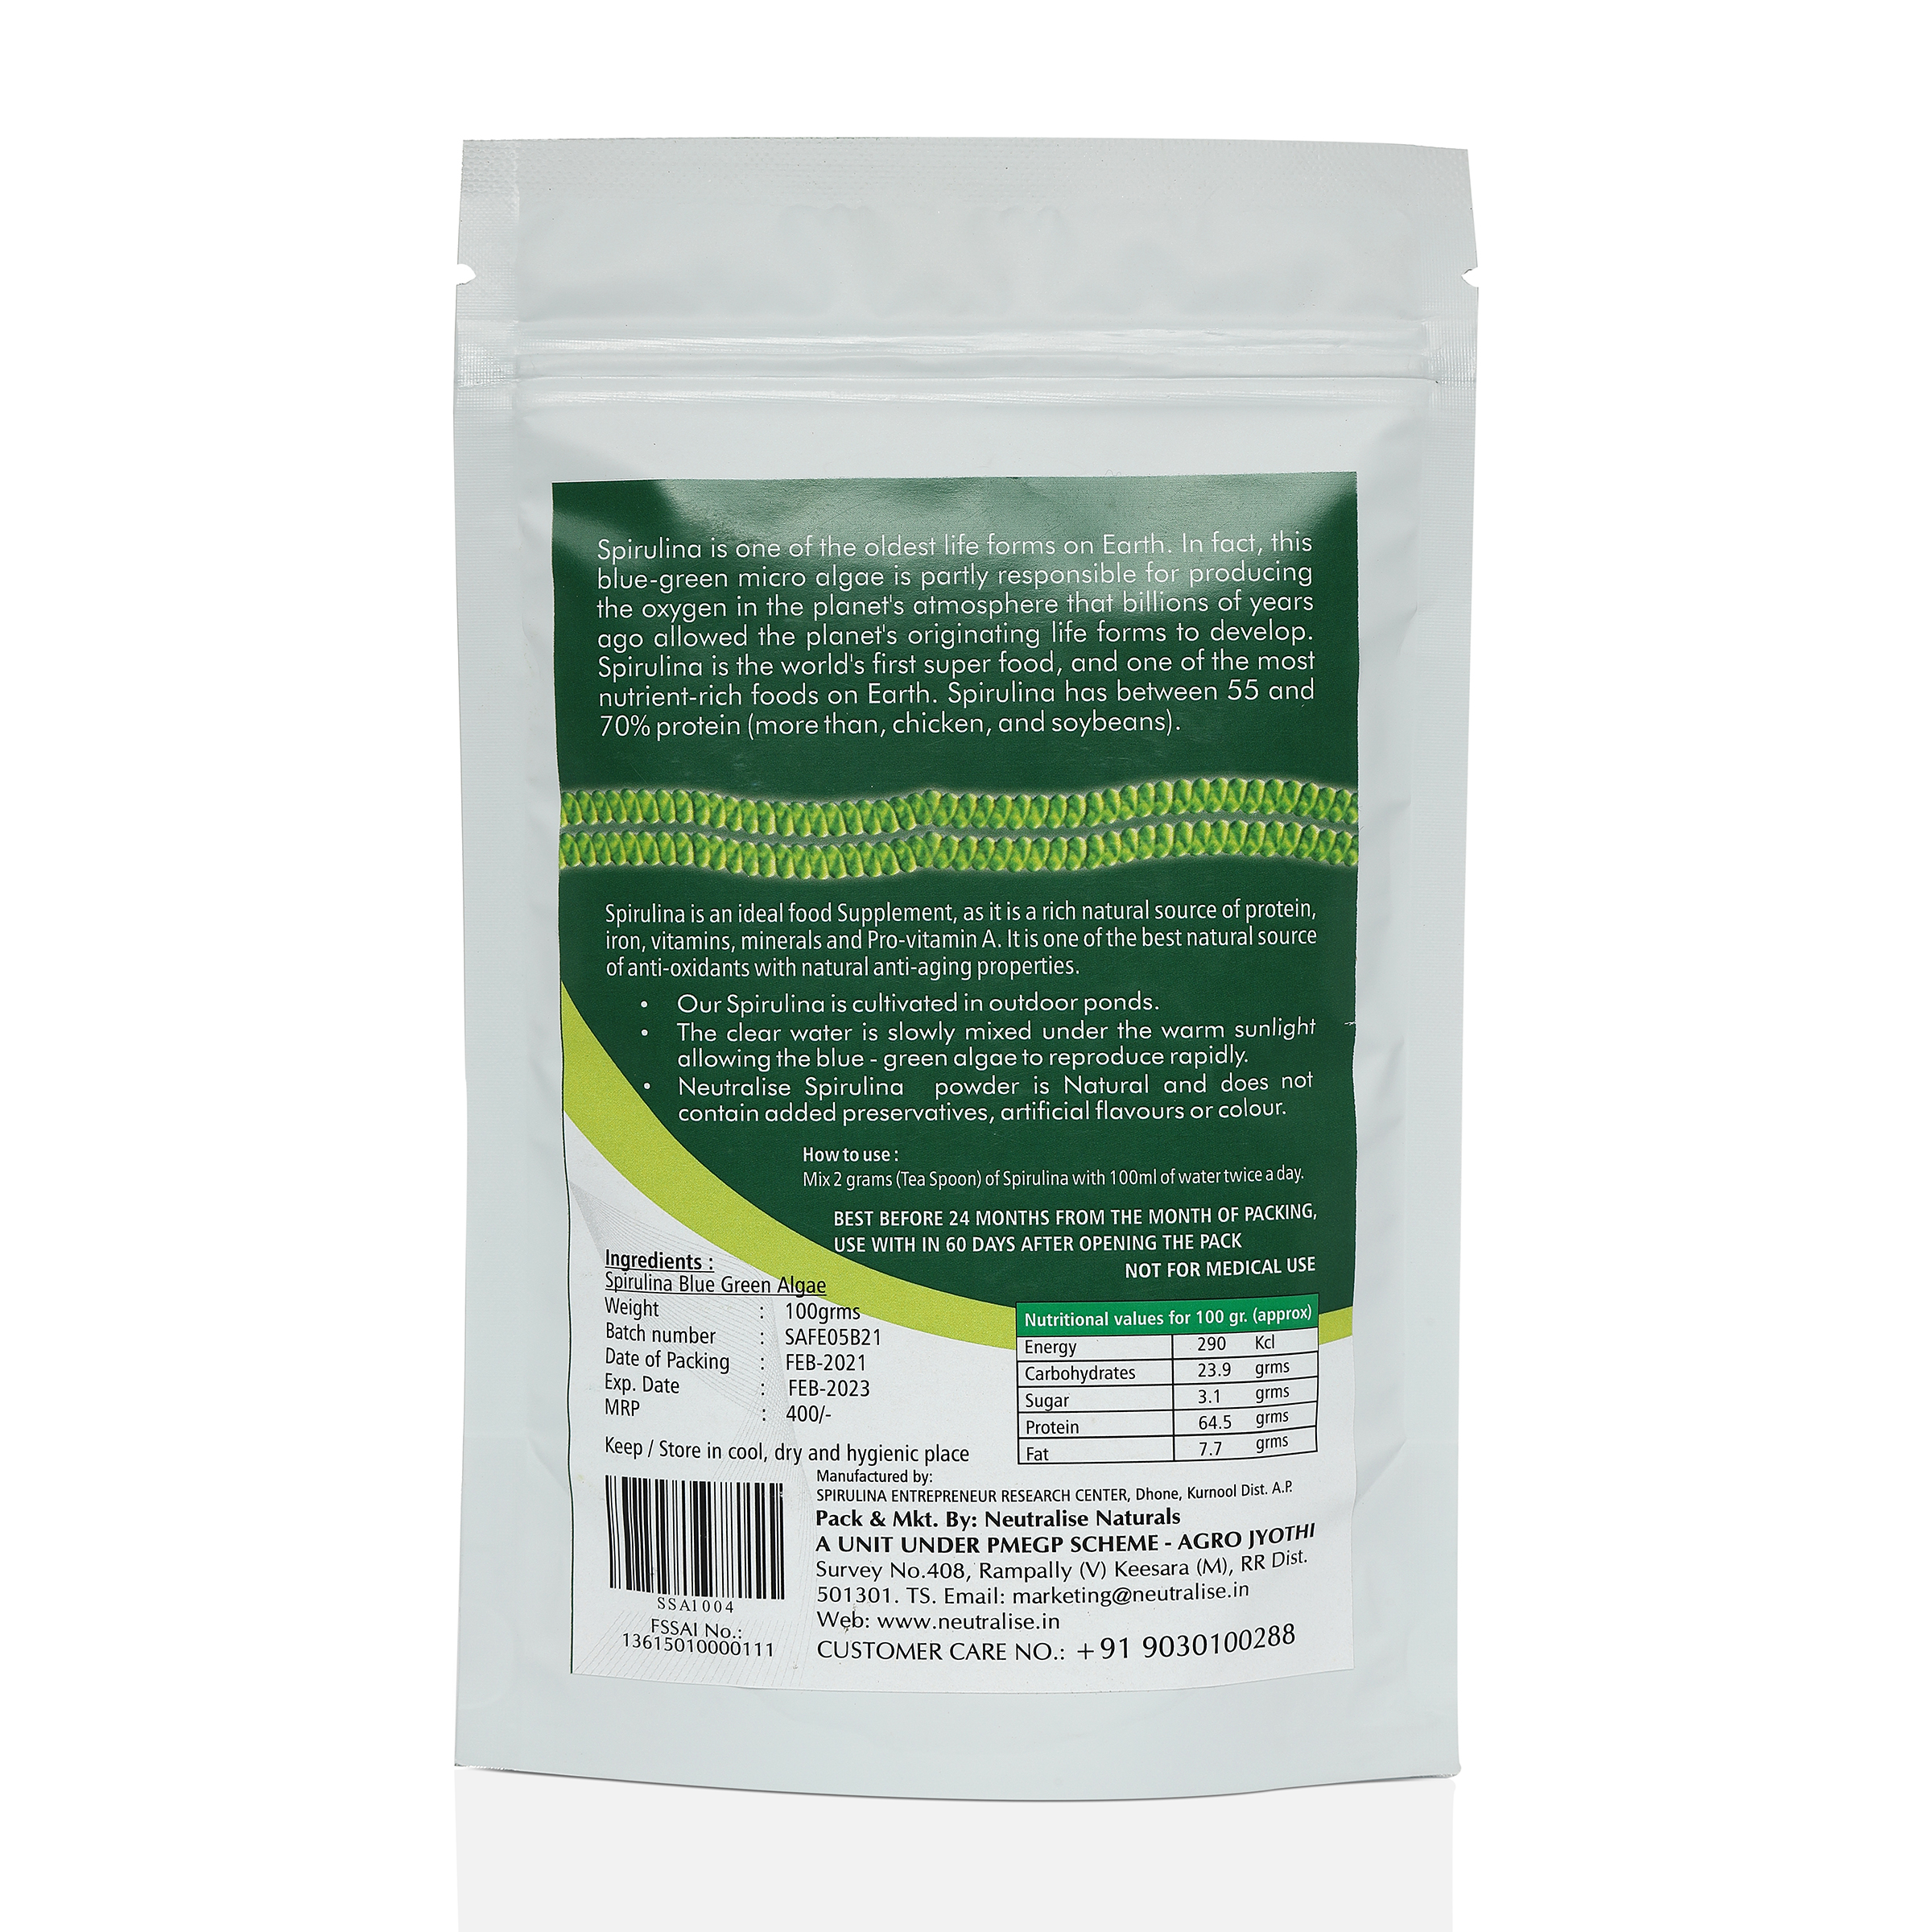 Spirulina is one of the oldest life forms on Earth. In fact, this
blue-green micro algae is partly responsible for producing
the oxygen in the planet's atmosphere that billions of years
ago allowed the planet's originating life forms to develop.
Spirulina is the world's first super food, and one of the most
nutrient-rich foods on Earth. Spirulina has between 55 and
70% protein (more than, chicken, and soybeans).
Spirulina is an ideal food Supplement, as it is a rich natural source of protein,
iron, vitamins, minerals and Pro-vitamin A. It is one of the best natural source
of anti-oxidants with natural anti-aging properties.
• Our Spirulina is cultivated in outdoor ponds.
• The clear water is slowly mixed under the warm sunlight
allowing the blue - green algae to reproduce rapidly.
• Neutralise Spirulina powder is Natural and does not
contain added preservatives, artificial flavours or colour.
How to use :
Mix 2 grams (Tea Spoon) of Spirulina with 100ml of water twice a day.
BEST BEFORE 24 MONTHS FROM THE MONTH OF PACKING,
USE WITH IN 60 DAYS AFTER OPENING THE PACK
NOT FOR MEDICAL USE
Ingredients :
Spirulina Blue Green Algae
Weight : 100grms
Batch number : SAFE05B21
Date of Packing : FEB-2021
Exp. Date : FEB-2023
MRP : 400/-
Keep / Store in cool, dry and hygienic place
Nutritional values for 100 gr. (approx)
Energy 290 Kcl
Carbohydrates 23.9 grms
Sugar 3.1 grms
Protein 64.5 grms
Fat 7.7 grms
SSA1004
FSSAI No.:
13615010000111
Manufactured by:
SPIRULINA ENTREPRENEUR RESEARCH CENTER, Dhone, Kurnool Dist. A.P.
Pack & Mkt. By: Neutralise Naturals
A UNIT UNDER PMEGP SCHEME - AGRO JYOTHI
Survey No.408, Rampally (V) Keesara (M), RR Dist.
501301. TS. Email: marketing@neutralise.in
Web: www.neutralise.in
CUSTOMER CARE NO.: +91 9030100288